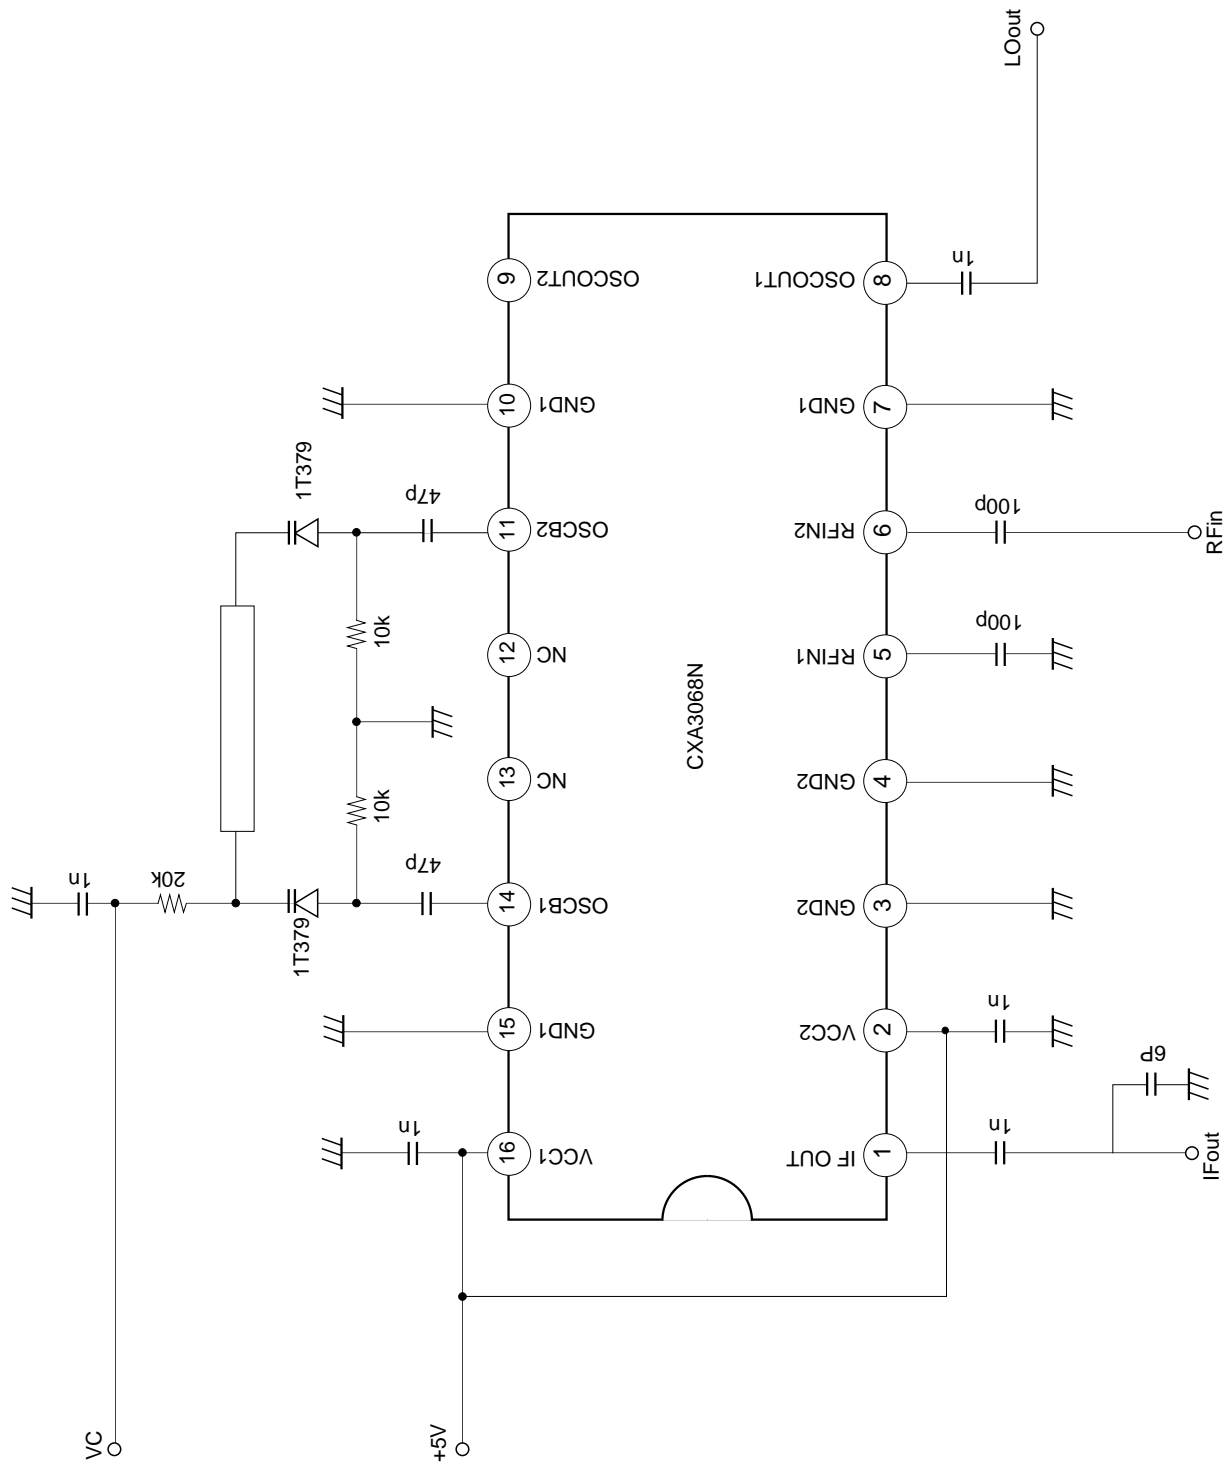 LOout
1n
OSCOUT2
9
OSCOUT1
8
GND1
10
GND1
7
1T379
47p
OSCB2
11
RFIN2
6
100p
RFin
10k
NC
12
RFIN1
5
100p
CXA3068N
10k
NC
13
GND2
4
1n
20k
1T379
47p
OSCB1
14
GND2
3
GND1
15
VCC2
2
1n
6P
1n
VCC1
16
IF OUT
1
1n
IFout
VC
+5V